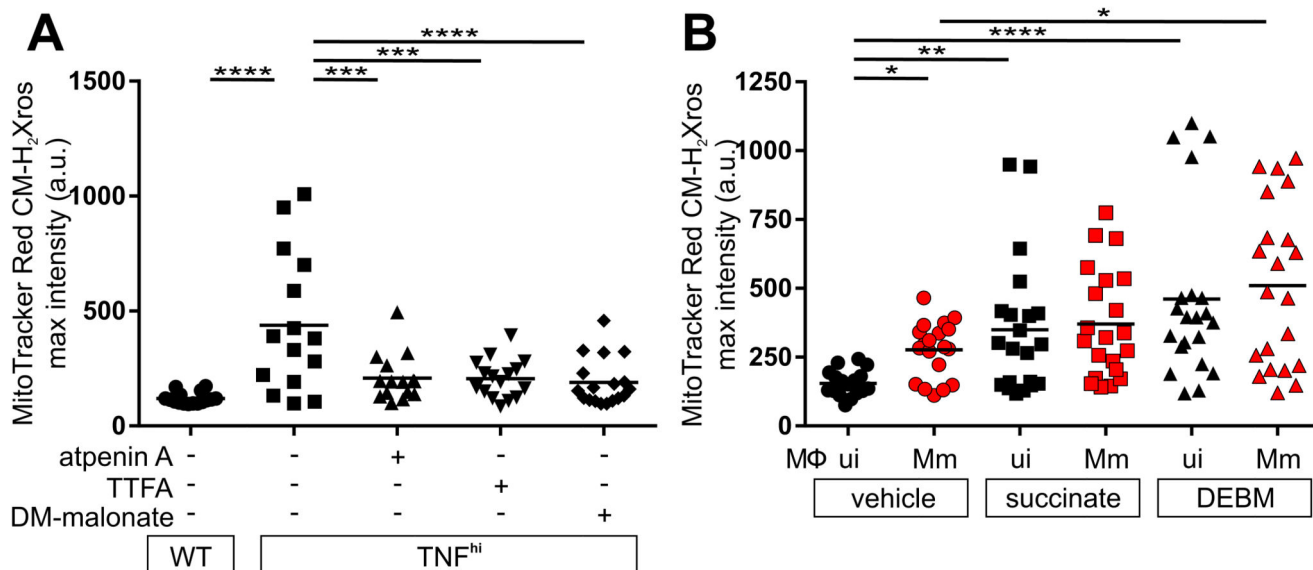 A
MitoTracker Red CM-H₂Xros
max intensity (a.u.)
1500
1000
500
0
****
***
***
****
atpenin A - - + - -
TTFA - - - + -
DM-malonate - - - - +
WT TNFʰⁱ
B
MitoTracker Red CM-H₂Xros
max intensity (a.u.)
1250
1000
750
500
250
0
*
**
****
*
MΦ ui Mm ui Mm ui Mm
vehicle succinate DEBM